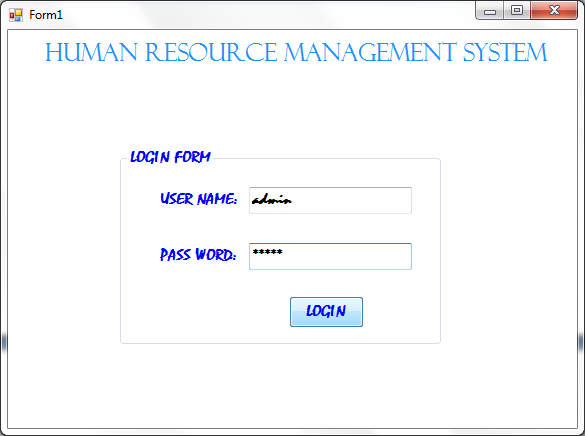 Form1
HUMAN RESOURCE MANAGEMENT SYSTEM
LOGIN FORM
USER NAME: admin
PASS WORD: *****
LOGIN